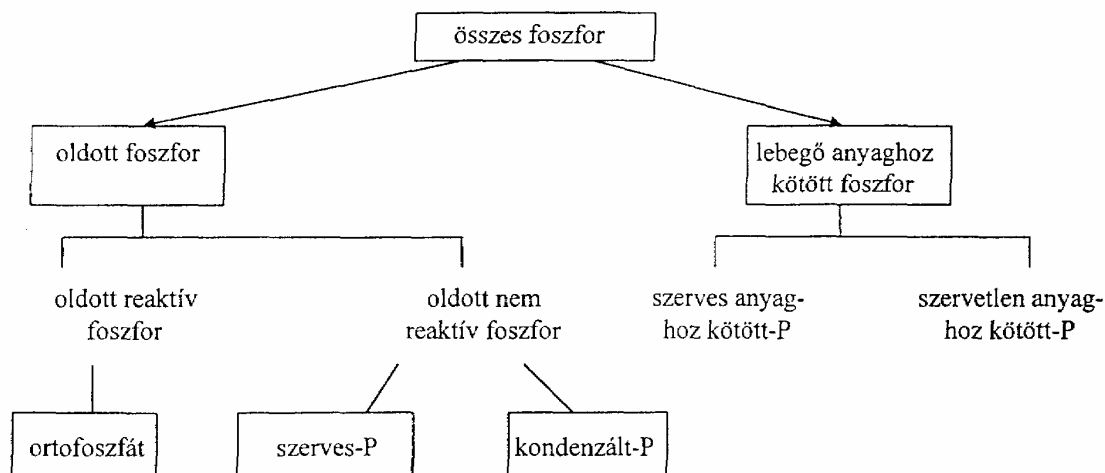 összes foszfor
oldott foszfor
lebegő anyaghoz
kötött foszfor
oldott reaktív
foszfor
oldott nem
reaktív foszfor
szerves anyag-
hoz kötött-P
szervetlen anyag-
hoz kötött-P
ortofoszfát
szerves-P
kondenzált-P